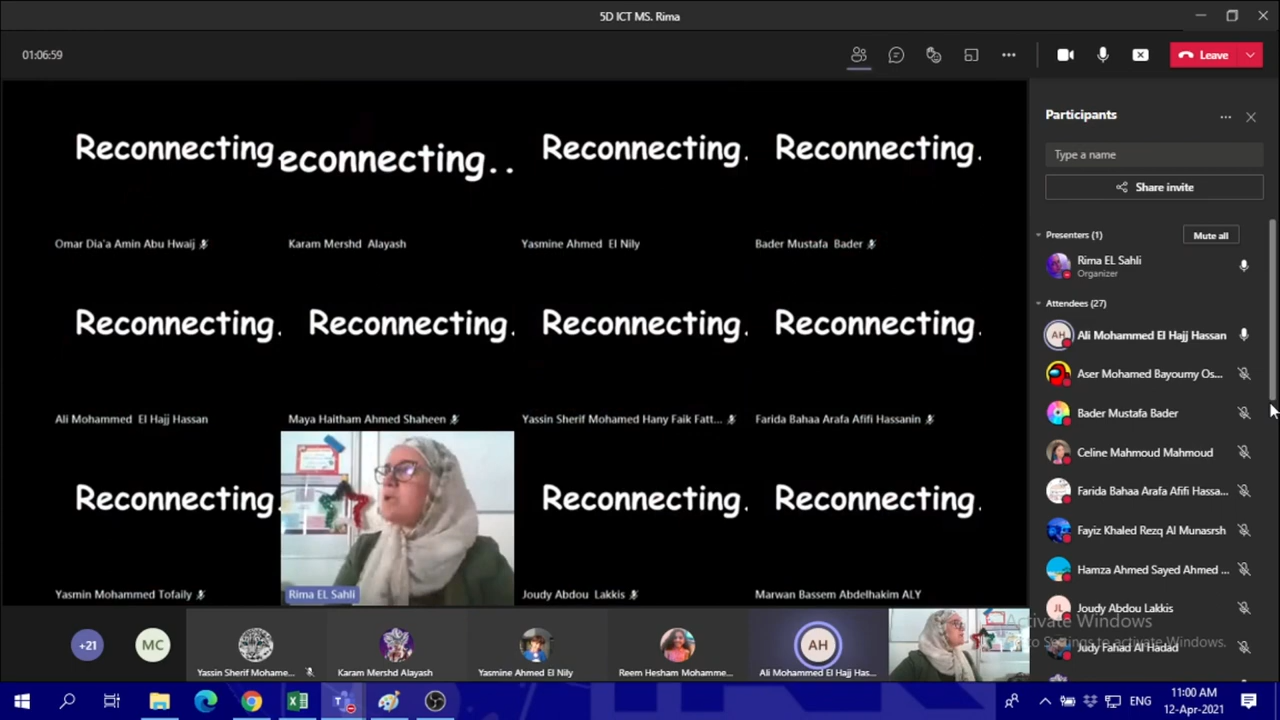 5D ICT MS. Rima
01:06:59
Leave
Participants
Type a name
Share invite
Presenters (1)
Mute all
Rima EL Sahli
Organizer
Attendees (27)
AH
Ali Mohammed El Hajj Hassan
Aser Mohamed Bayoumy Os...
Bader Mustafa Bader
Celine Mahmoud Mahmoud
Farida Bahaa Arafa Afifi Hassa...
Fayiz Khaled Rezq Al Munasrsh
Hamza Ahmed Sayed Ahmed ...
JL
Joudy Abdou Lakkis
Judy Fahad Al Hadad
Activate Windows
to Settings to activate Windows.
Reconnecting
econnecting..
Reconnecting.
Reconnecting.
Omar Dia'a Amin Abu Hwaij
Karam Mershd Alayash
Yasmine Ahmed El Nily
Bader Mustafa Bader
Reconnecting.
Reconnecting.
Reconnecting.
Reconnecting.
Ali Mohammed El Hajj Hassan
Maya Haitham Ahmed Shaheen
Yassin Sherif Mohamed Hany Faik Fatt...
Farida Bahaa Arafa Afifi Hassanin
Reconnecting.
Reconnecting.
Reconnecting.
Yasmin Mohammed Tofaily
Rima EL Sahli
Joudy Abdou Lakkis
Marwan Bassem Abdelhakim ALY
+21
MC
AH
Yassin Sherif Mohame...
Karam Mershd Alayash
Yasmine Ahmed El Nily
Reem Hesham Mohamme...
Ali Mohammed El Hajj Has...
ENG
11:00 AM
12-Apr-2021